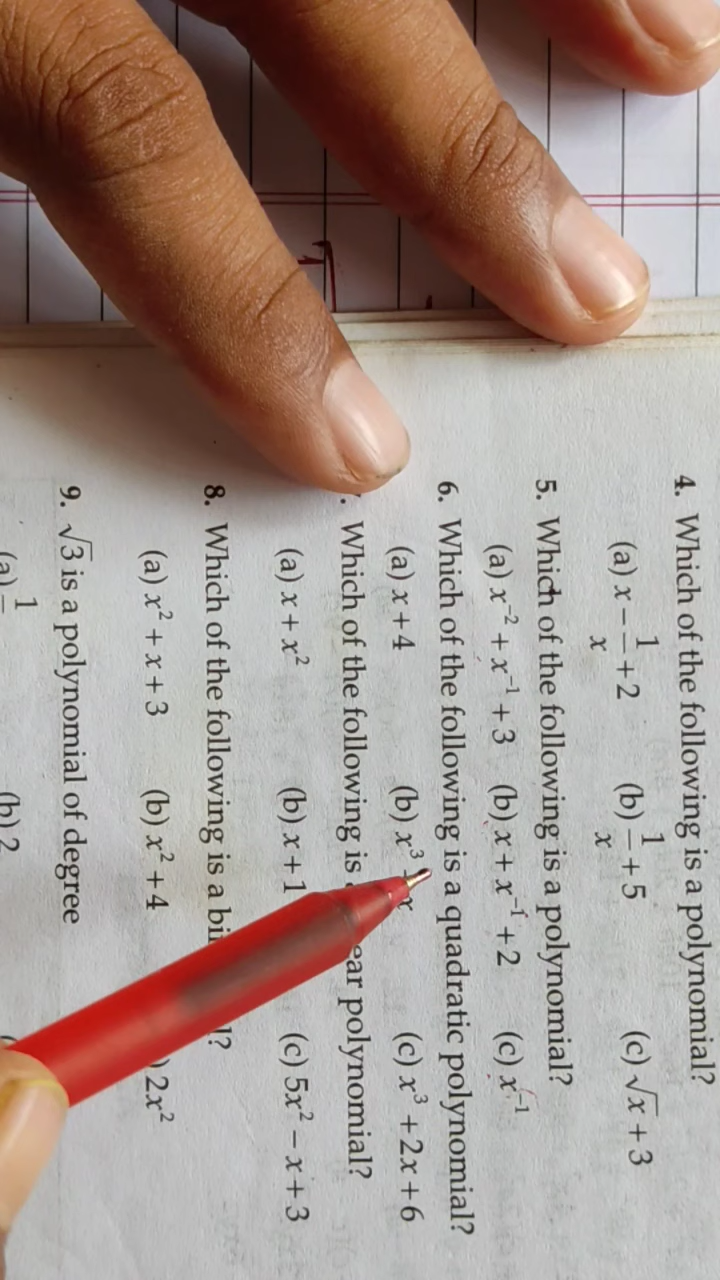 4. Which of the following is a polynomial?
(a) x − 1/x + 2 (b) 1/x + 5 (c) √x + 3
5. Which of the following is a polynomial?
(a) x⁻² + x⁻¹ + 3 (b) x + x⁻¹ + 2 (c) x⁻¹
6. Which of the following is a quadratic polynomial?
(a) x + 4 (b) x³ + x (c) x³ + 2x + 6
Which of the following is polynomial?
(a) x + x² (b) x + 1 (c) 5x² − x + 3
8. Which of the following is a
(a) x² + x + 3 (b) x² + 4 2x²
9. √3 is a polynomial of degree
(b) 2